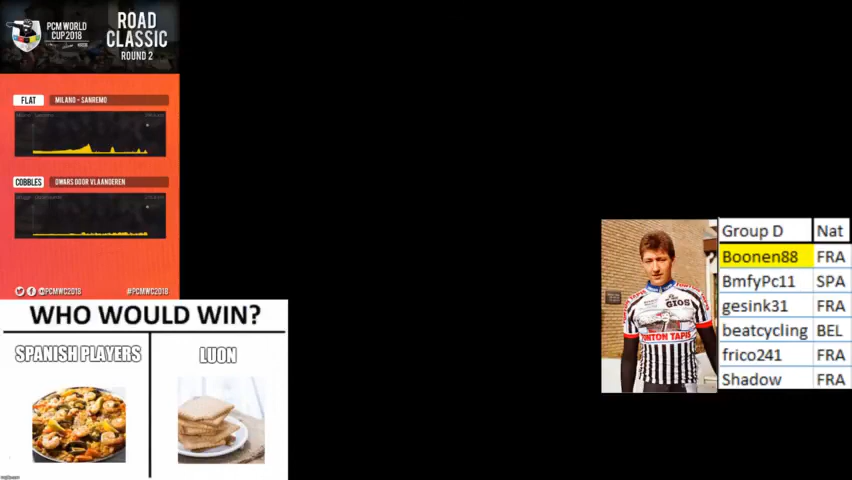 PCM WORLD
CUP 2018
ROAD
CLASSIC
ROUND 2
FLAT
MILANO - SANREMO
COBBLES
DWARS DOOR VLAANDEREN
@PCMWC2018
#PCMWC2018
WHO WOULD WIN?
SPANISH PLAYERS
LUON
GIOS
TONTON TAPIS
Group D Nat
Boonen88 FRA
BmfyPc11 SPA
gesink31 FRA
beatcycling BEL
frico241 FRA
Shadow FRA